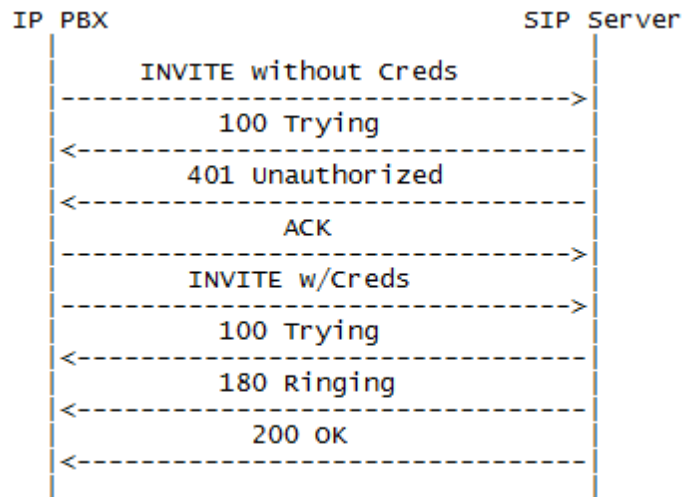 IP PBX SIP Server
INVITE without Creds
100 Trying
401 Unauthorized
ACK
INVITE w/Creds
100 Trying
180 Ringing
200 OK